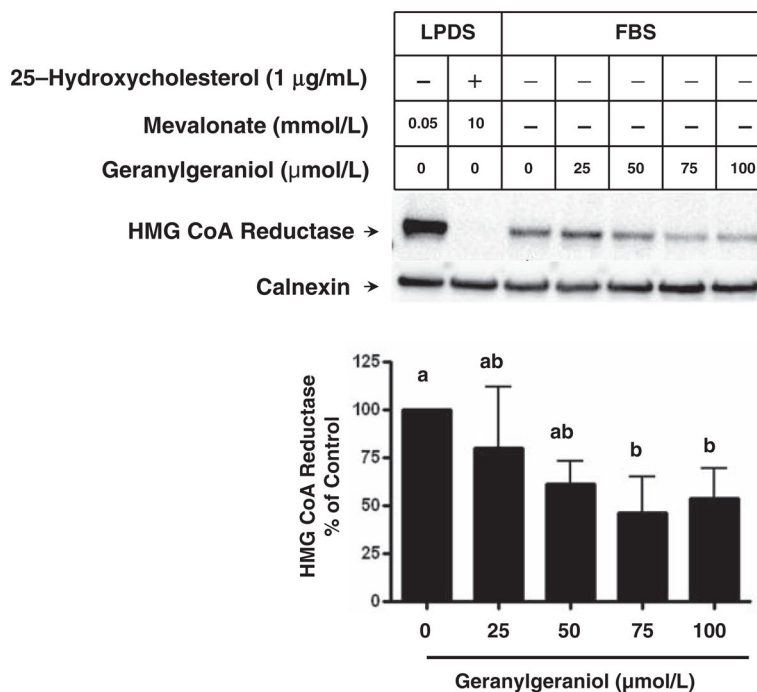 LPDS FBS
25–Hydroxycholesterol (1 μg/mL) – + – – – – –
Mevalonate (mmol/L) 0.05 10 – – – – –
Geranylgeraniol (μmol/L) 0 0 0 25 50 75 100
HMG CoA Reductase →
Calnexin →
HMG CoA Reductase
% of Control
125
100
75
50
25
0
a ab ab b b
0 25 50 75 100
Geranylgeraniol (μmol/L)